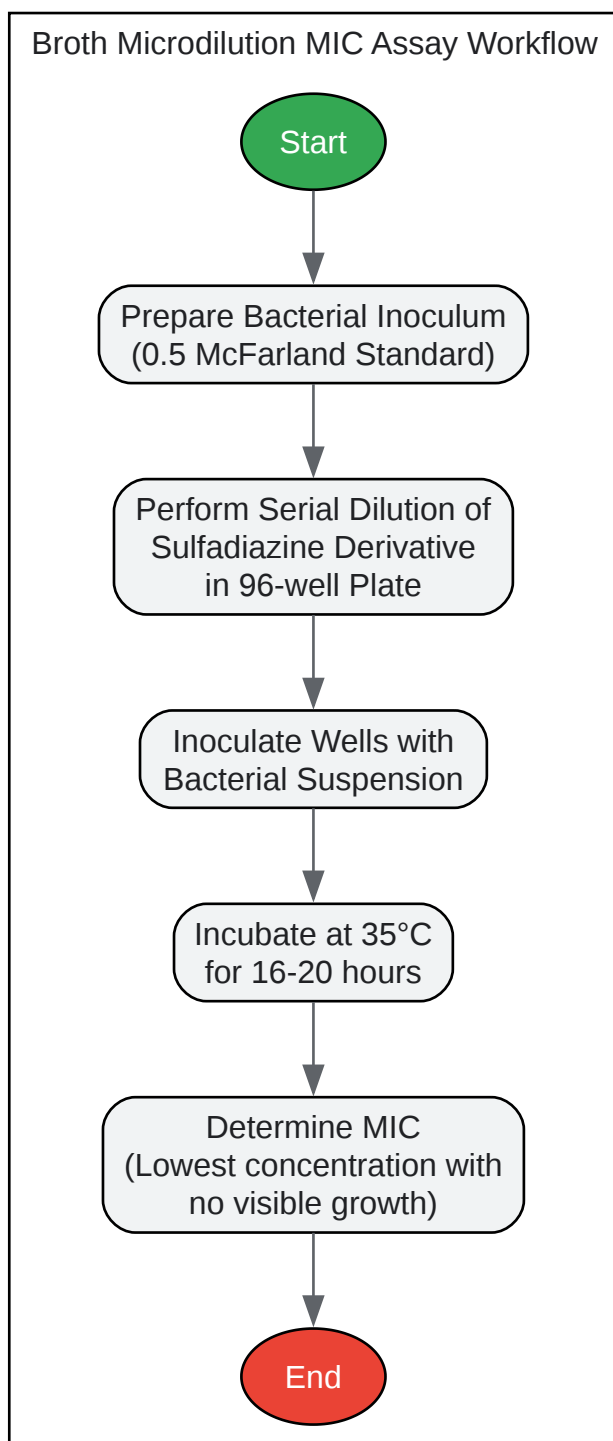 Broth Microdilution MIC Assay Workflow
Start
Prepare Bacterial Inoculum
(0.5 McFarland Standard)
Perform Serial Dilution of
Sulfadiazine Derivative
in 96-well Plate
Inoculate Wells with
Bacterial Suspension
Incubate at 35°C
for 16-20 hours
Determine MIC
(Lowest concentration with
no visible growth)
End